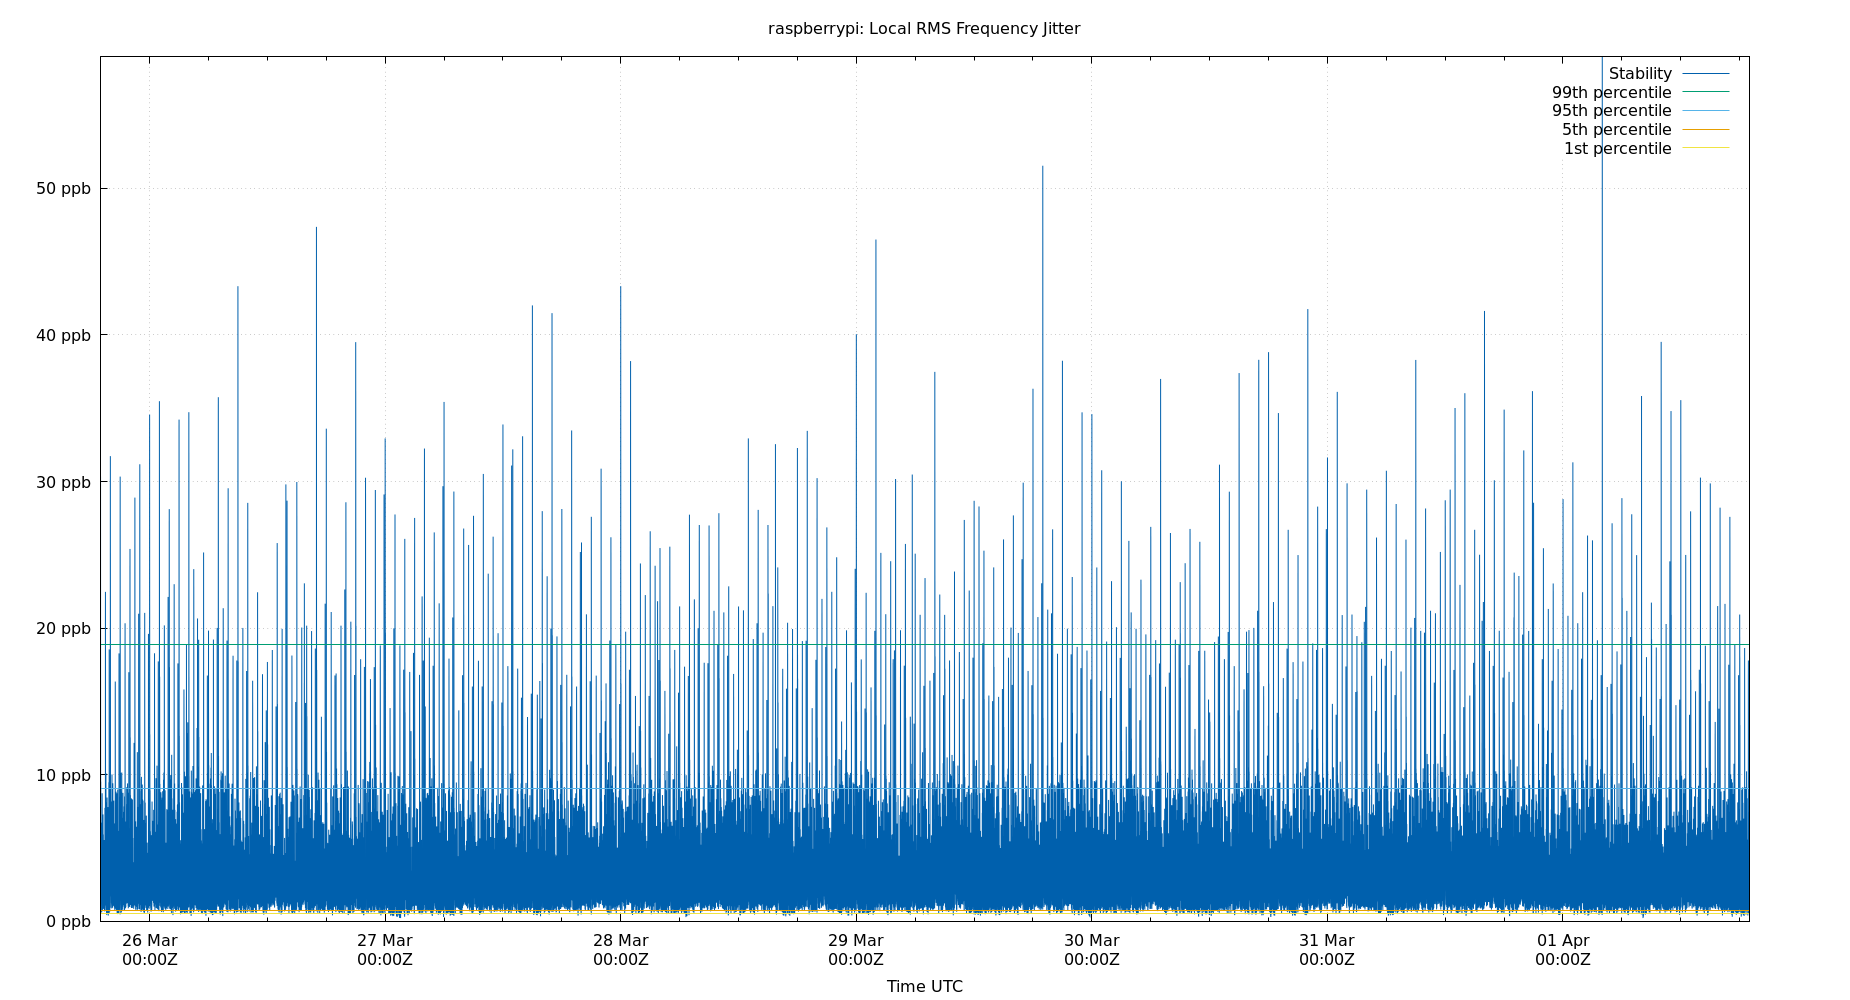 raspberrypi: Local RMS Frequency Jitter
Stability
99th percentile
95th percentile
5th percentile
1st percentile
50 ppb
40 ppb
30 ppb
20 ppb
10 ppb
0 ppb
26 Mar 27 Mar 28 Mar 29 Mar 30 Mar 31 Mar 01 Apr
00:00Z 00:00Z 00:00Z 00:00Z 00:00Z 00:00Z 00:00Z
Time UTC